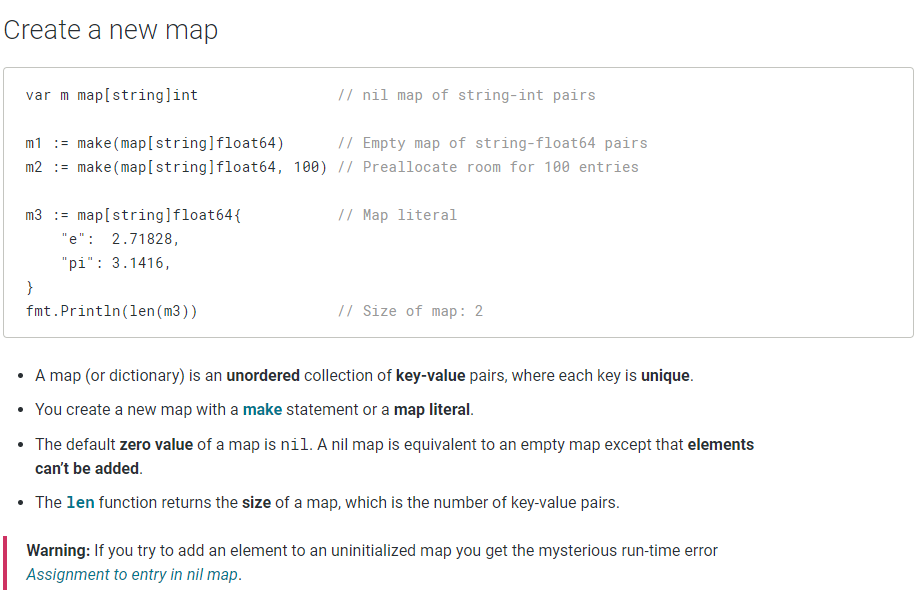 Create a new map
var m map[string]int // nil map of string-int pairs
m1 := make(map[string]float64) // Empty map of string-float64 pairs
m2 := make(map[string]float64, 100) // Preallocate room for 100 entries
m3 := map[string]float64{ // Map literal
"e": 2.71828,
"pi": 3.1416,
}
fmt.Println(len(m3)) // Size of map: 2
• A map (or dictionary) is an unordered collection of key-value pairs, where each key is unique.
• You create a new map with a make statement or a map literal.
• The default zero value of a map is nil. A nil map is equivalent to an empty map except that elements
can’t be added.
• The len function returns the size of a map, which is the number of key-value pairs.
Warning: If you try to add an element to an uninitialized map you get the mysterious run-time error
Assignment to entry in nil map.